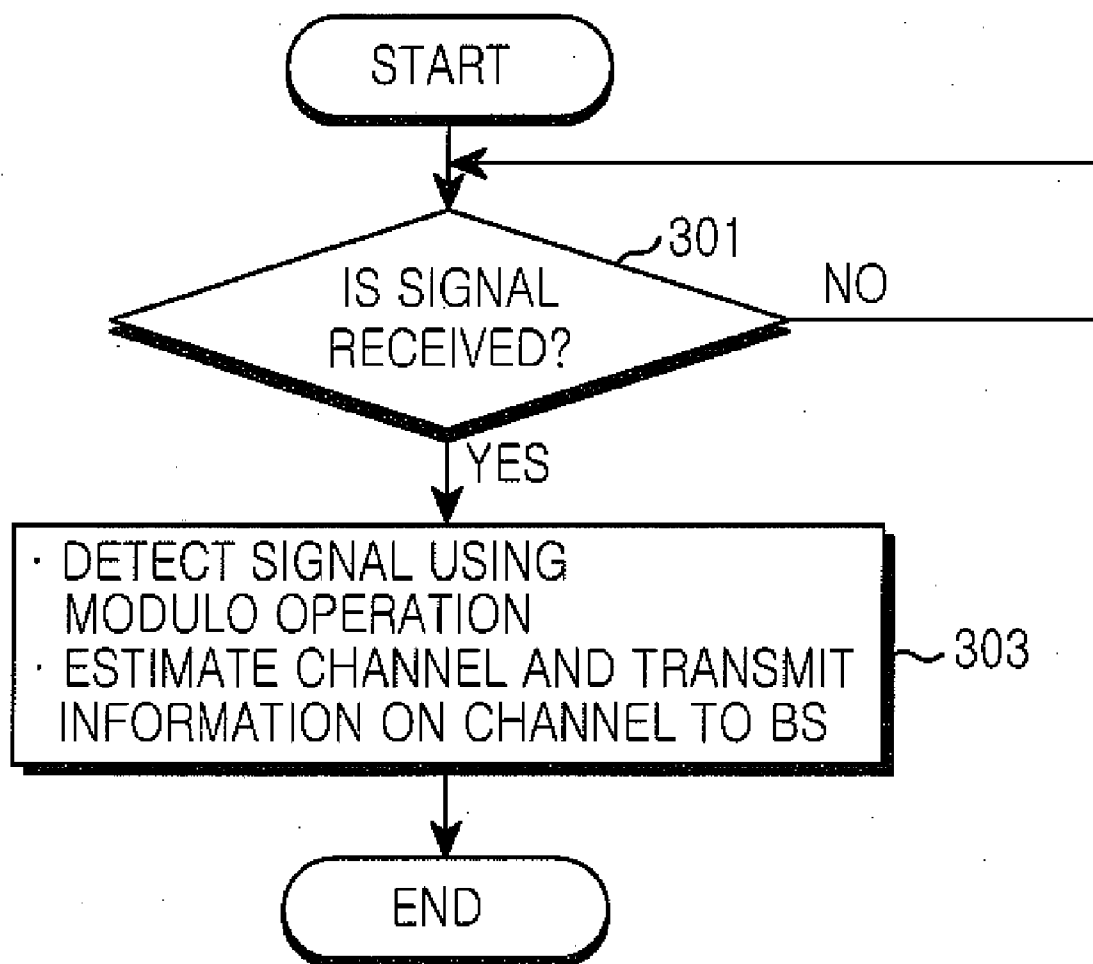 START
301
IS SIGNAL
RECEIVED?
NO
YES
· DETECT SIGNAL USING
MODULO OPERATION
· ESTIMATE CHANNEL AND TRANSMIT
INFORMATION ON CHANNEL TO BS
303
END